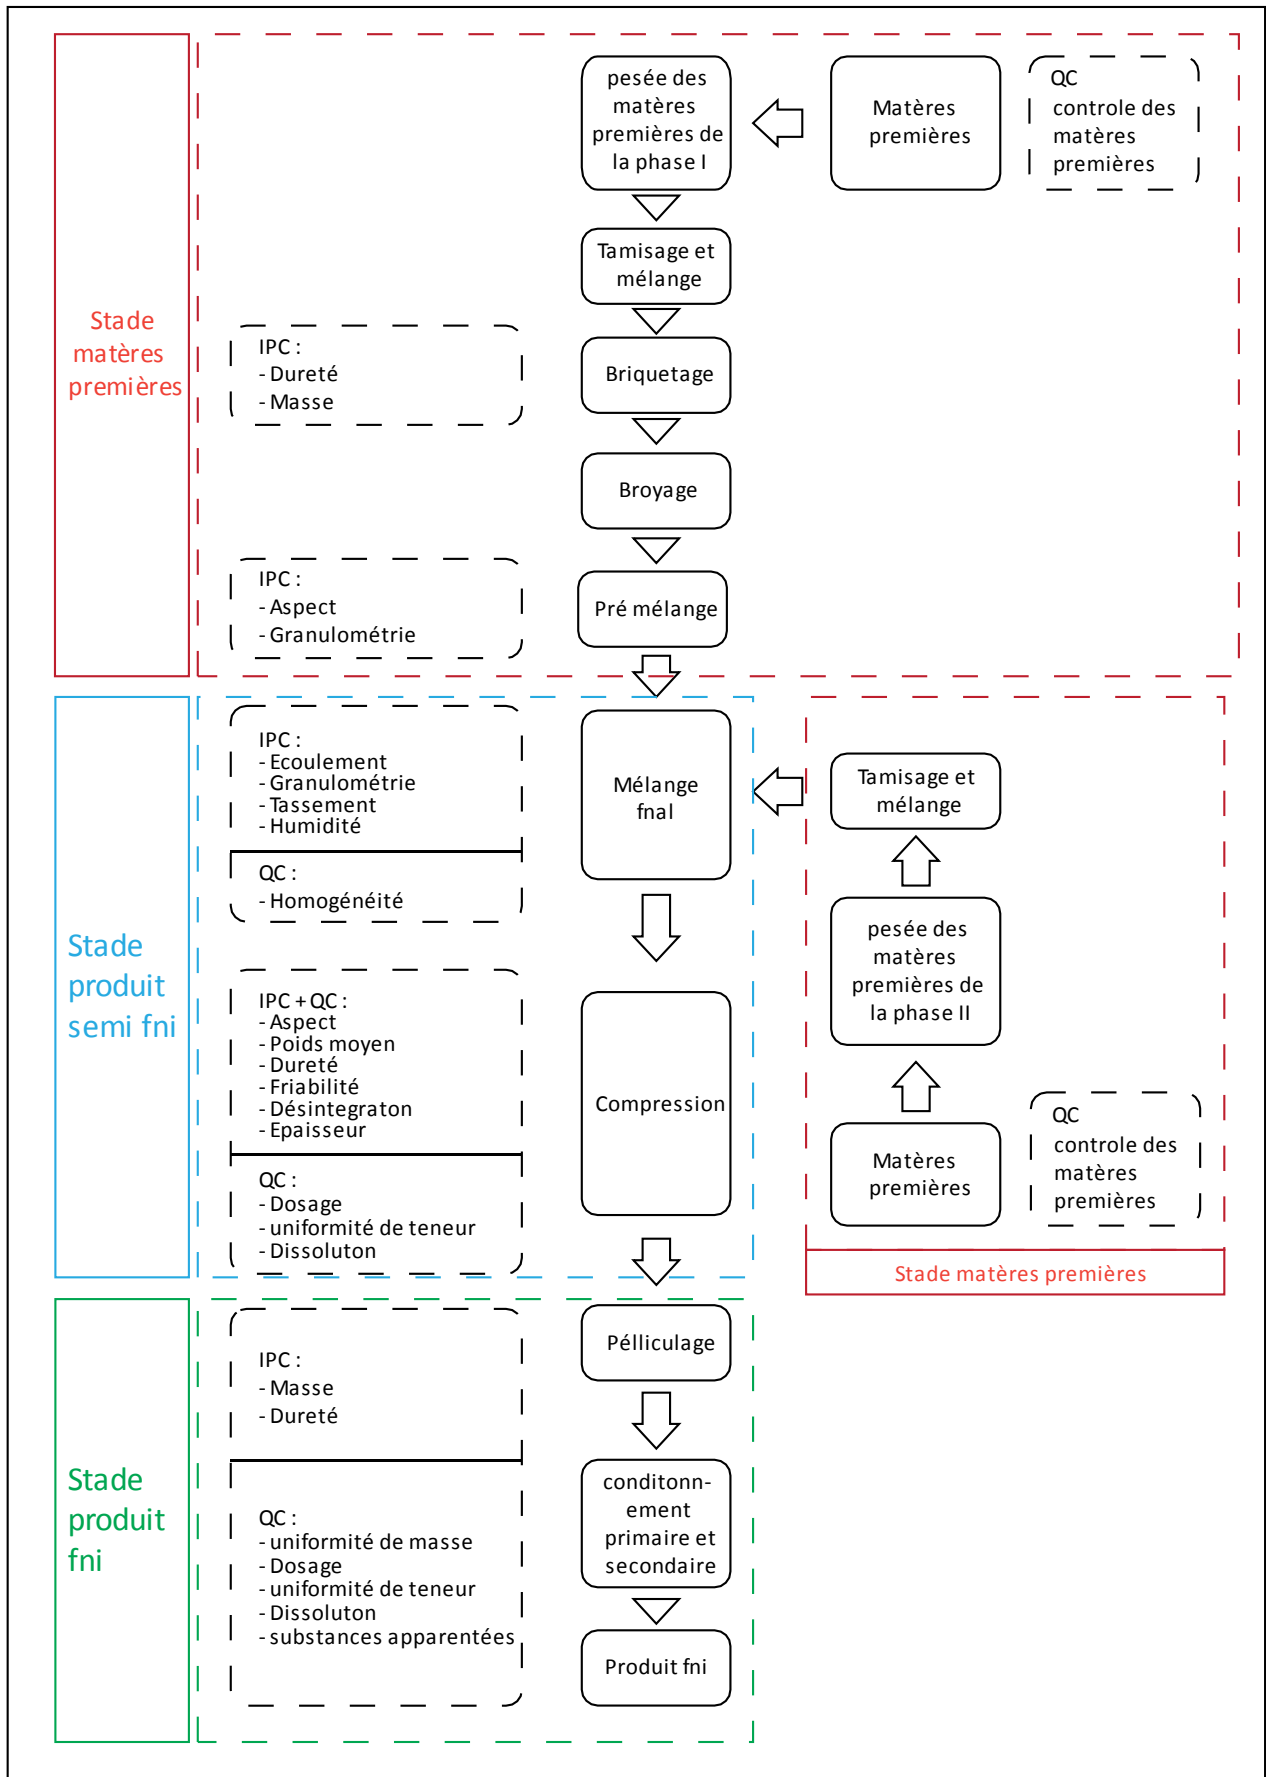 Stade
matères
premières
pesée des
matères
premières de
la phase I
Matères
premières
QC
controle des
matères
premières
Tamisage et
mélange
IPC :
- Dureté
- Masse
Briquetage
Broyage
IPC :
- Aspect
- Granulométrie
Pré mélange
Stade
produit
semi fni
IPC :
- Ecoulement
- Granulométrie
- Tassement
- Humidité
QC :
- Homogénéité
Mélange
fnal
Tamisage et
mélange
pesée des
matères
premières de
la phase II
IPC + QC :
- Aspect
- Poids moyen
- Dureté
- Friabilité
- Désintegraton
- Epaisseur
QC :
- Dosage
- uniformité de teneur
- Dissoluton
Compression
Matères
premières
QC
controle des
matères
premières
Stade matères premières
Stade
produit
fni
IPC :
- Masse
- Dureté
QC :
- uniformité de masse
- Dosage
- uniformité de teneur
- Dissoluton
- substances apparentées
Pélliculage
conditonn-
ement
primaire et
secondaire
Produit fni